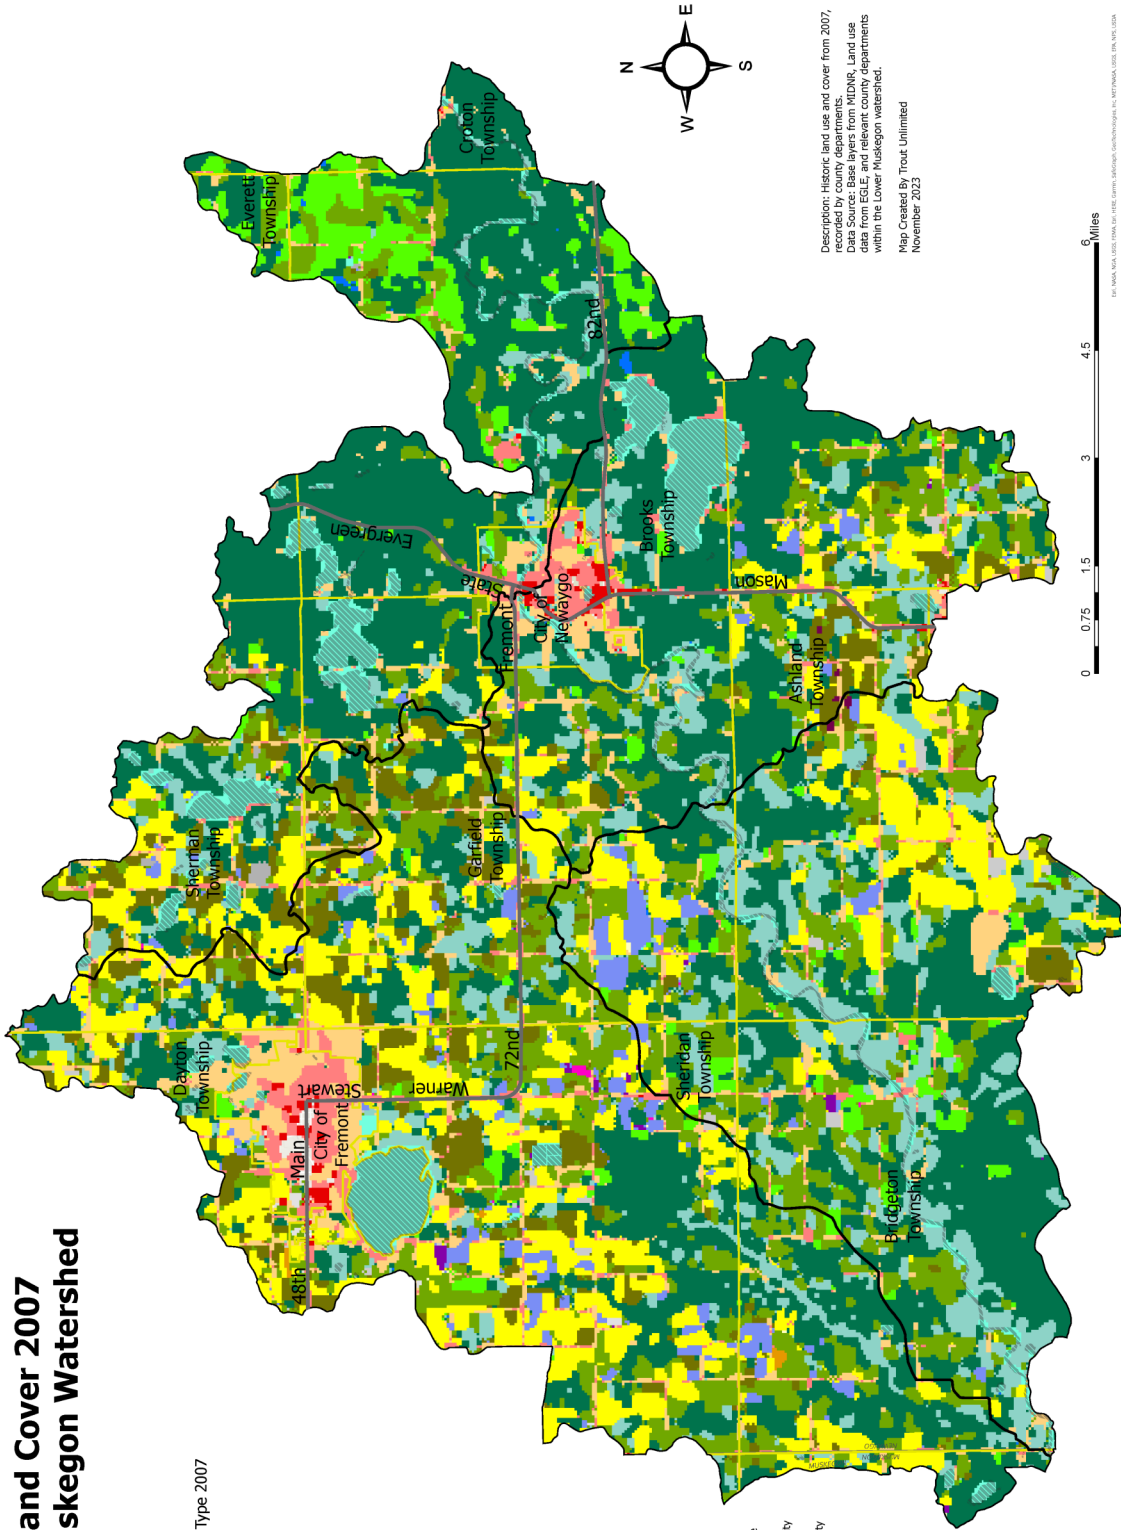 and Cover 2007
skegon Watershed
Type 2007
Dayton
Township
Sherman
Township
Everett
Township
Croton
Township
48th
Main
City of
Fremont
Stewart
Warner
72nd
Garfield
Township
Evergreen
State
Fremont
City of
Newaygo
82nd
Brooks
Township
Mason
Ashland
Township
Sheridan
Township
Bridgeton
Township
N
W
E
S
Description: Historic land use and cover from 2007,
recorded by county departments.
Data Source: Base layers from MIDNR, Land use
data from EGLE, and relevant county departments
within the Lower Muskegon watershed.
Map Created By Trout Unlimited
November 2023
0
0.75
1.5
3
4.5
6
Miles
ty
ty